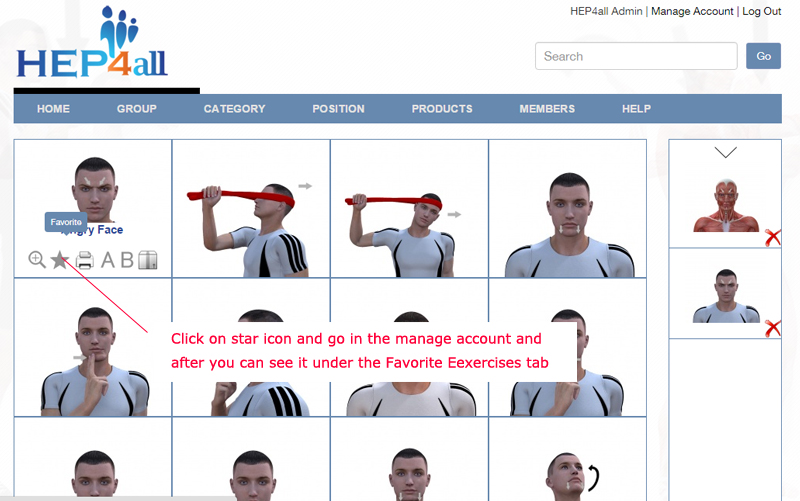 HEP4all Admin | Manage Account | Log Out
HEP4all
Search
Go
HOME GROUP CATEGORY POSITION PRODUCTS MEMBERS HELP
Favorite
ngry Face
A B
Click on star icon and go in the manage account and
after you can see it under the Favorite Eexercises tab